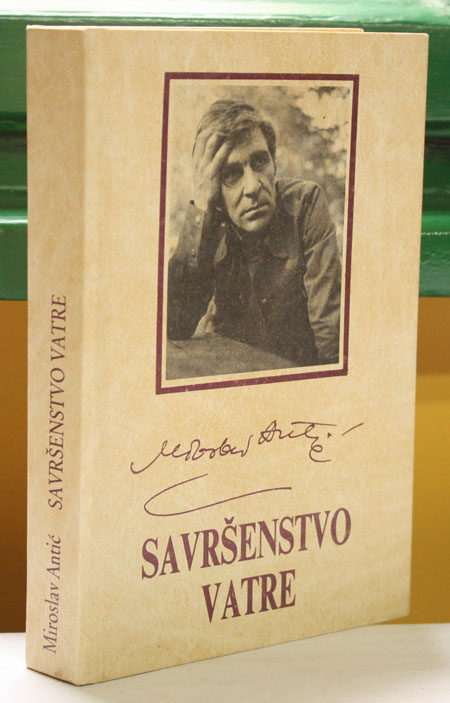 Miroslav Antić
SAVRŠENSTVO
VATRE
Miroslav Antić SAVRŠENSTVO VATRE